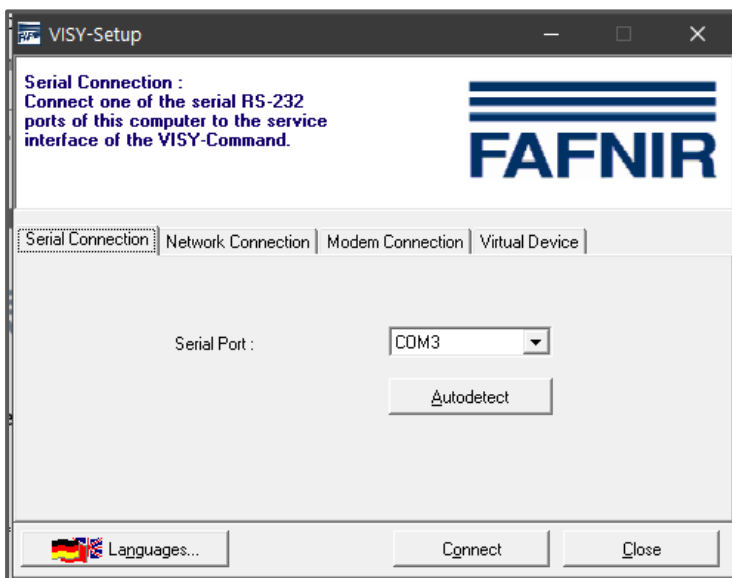 VISY-Setup
Serial Connection :
Connect one of the serial RS-232
ports of this computer to the service
interface of the VISY-Command.
FAFNIR
Serial Connection Network Connection Modem Connection Virtual Device
Serial Port : COM3
Autodetect
Languages... Connect Close